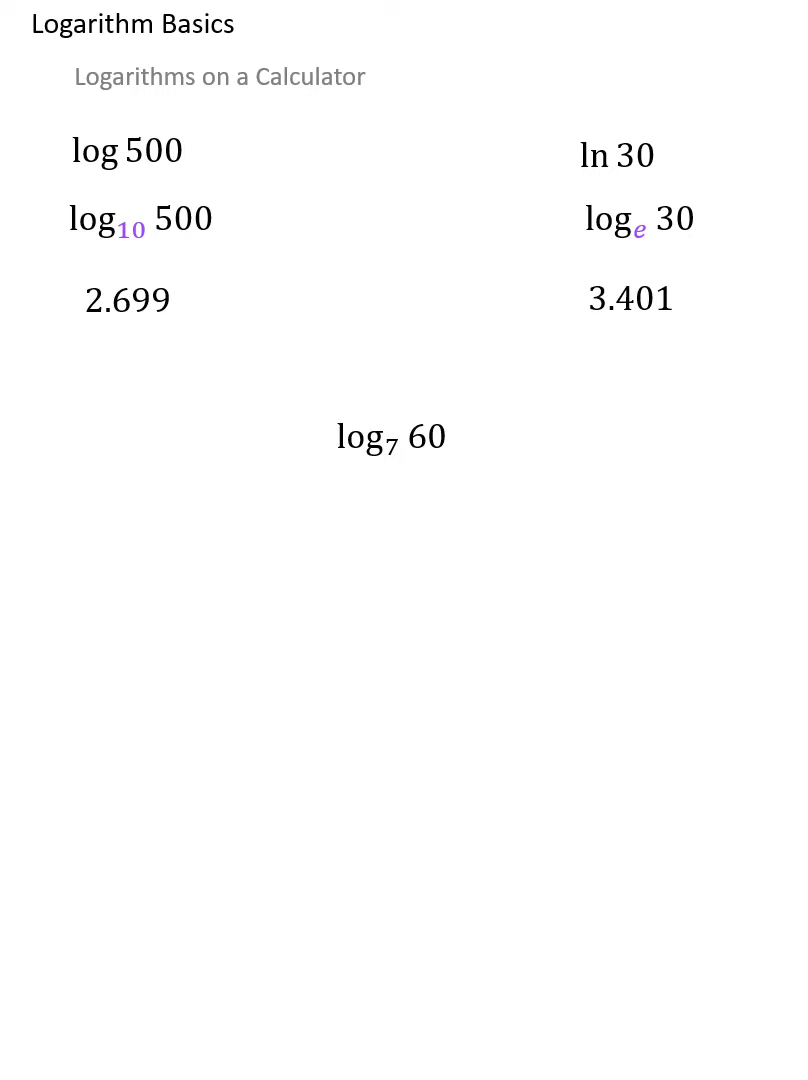 Logarithm Basics
Logarithms on a Calculator
log 500
ln 30
log₁₀ 500
logₑ 30
2.699
3.401
log₇ 60